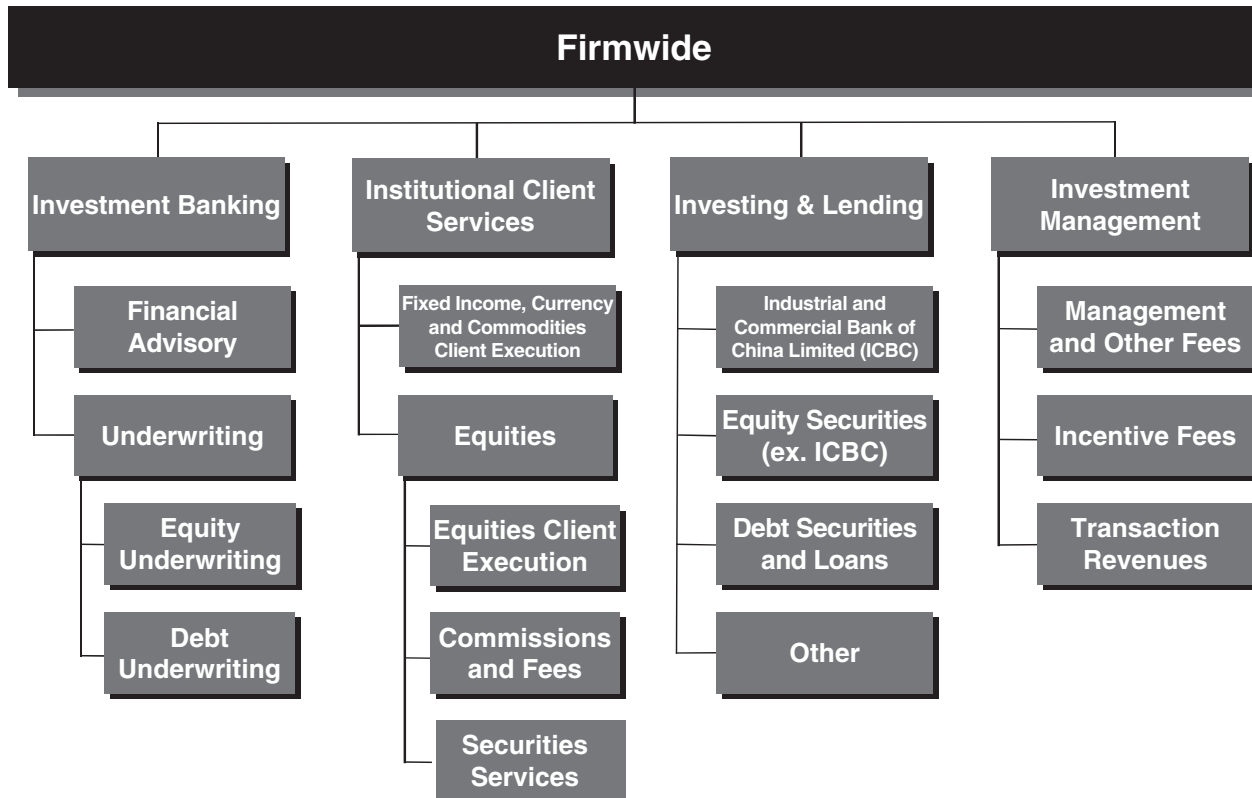 Firmwide
Investment Banking
Financial
Advisory
Underwriting
Equity
Underwriting
Debt
Underwriting
Institutional Client
Services
Fixed Income, Currency
and Commodities
Client Execution
Equities
Equities Client
Execution
Commissions
and Fees
Securities
Services
Investing & Lending
Industrial and
Commercial Bank of
China Limited (ICBC)
Equity Securities
(ex. ICBC)
Debt Securities
and Loans
Other
Investment
Management
Management
and Other Fees
Incentive Fees
Transaction
Revenues